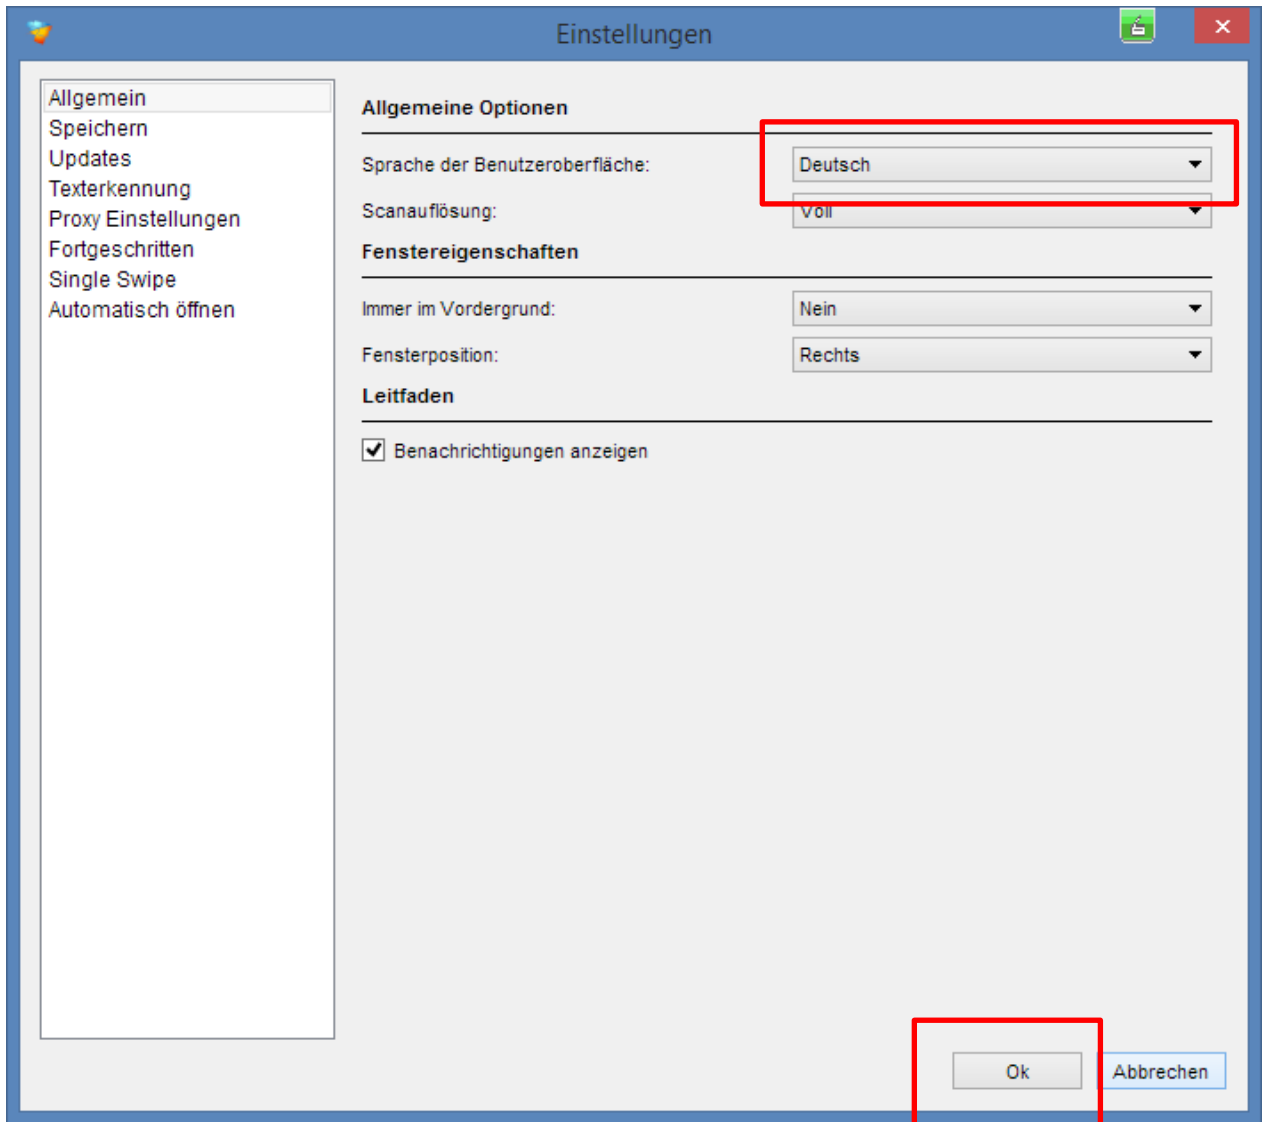 Einstellungen
Allgemein
Speichern
Updates
Texterkennung
Proxy Einstellungen
Fortgeschritten
Single Swipe
Automatisch öffnen
Allgemeine Optionen
Sprache der Benutzeroberfläche: Deutsch
Scanauflösung: Voll
Fenstereigenschaften
Immer im Vordergrund: Nein
Fensterposition: Rechts
Leitfaden
Benachrichtigungen anzeigen
Ok Abbrechen